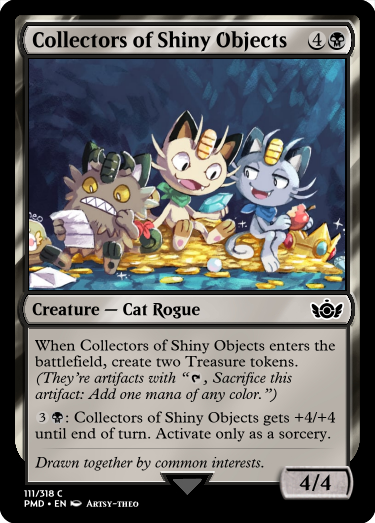 Collectors of Shiny Objects 4
Creature — Cat Rogue
When Collectors of Shiny Objects enters the
battlefield, create two Treasure tokens.
(They're artifacts with “, Sacrifice this
artifact: Add one mana of any color.”)
3 : Collectors of Shiny Objects gets +4/+4
until end of turn. Activate only as a sorcery.
Drawn together by common interests.
4/4
111/318 C
PMD • EN Artsy-theo